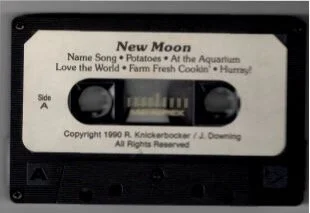 New Moon
Name Song • Potatoes • At the Aquarium
Love the World • Farm Fresh Cookin' • Hurray!
Side
A
Copyright 1990 R. Knickerbocker / J. Downing
All Rights Reserved
A